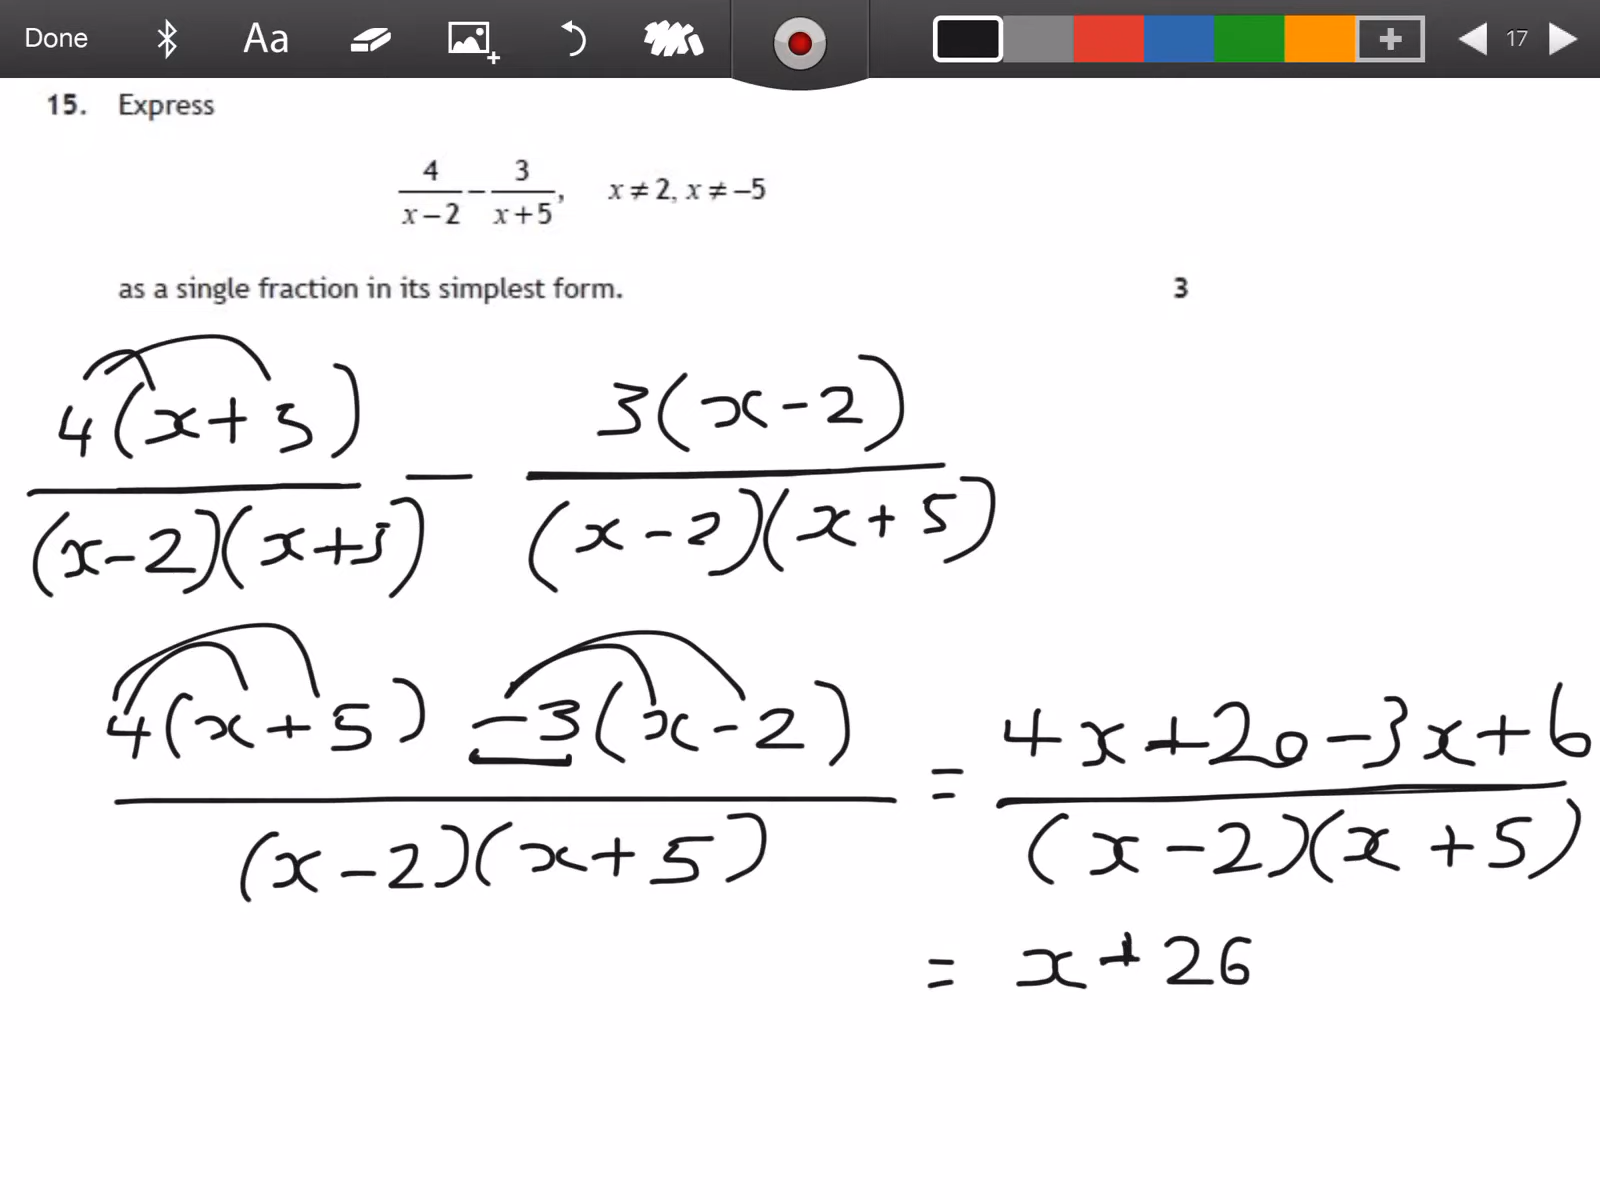 Done Aa 17
15. Express
4/(x−2) − 3/(x+5), x≠2, x≠−5
as a single fraction in its simplest form. 3
4(x+5) − 3(x−2)
(x−2)(x+5) (x−2)(x+5)
4(x+5) −3(x−2) = 4x+20−3x+6
(x−2)(x+5) (x−2)(x+5)
= x+26